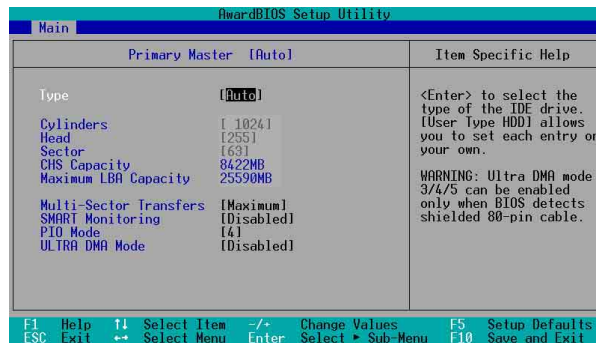 AwardBIOS Setup Utility
Main
Primary Master [Auto]
Item Specific Help
Type [Auto]
Cylinders [ 1024]
Head [255]
Sector [63]
CHS Capacity 8422MB
Maximum LBA Capacity 25590MB
Multi-Sector Transfers [Maximum]
SMART Monitoring [Disabled]
PIO Mode [4]
ULTRA DMA Mode [Disabled]
<Enter> to select the
type of the IDE drive.
[User Type HDD] allows
you to set each entry on
your own.
WARNING: Ultra DMA mode
3/4/5 can be enabled
only when BIOS detects
shielded 80-pin cable.
F1 Help ↑↓ Select Item -/+ Change Values F5 Setup Defaults
ESC Exit ←→ Select Menu Enter Select ► Sub-Menu F10 Save and Exit